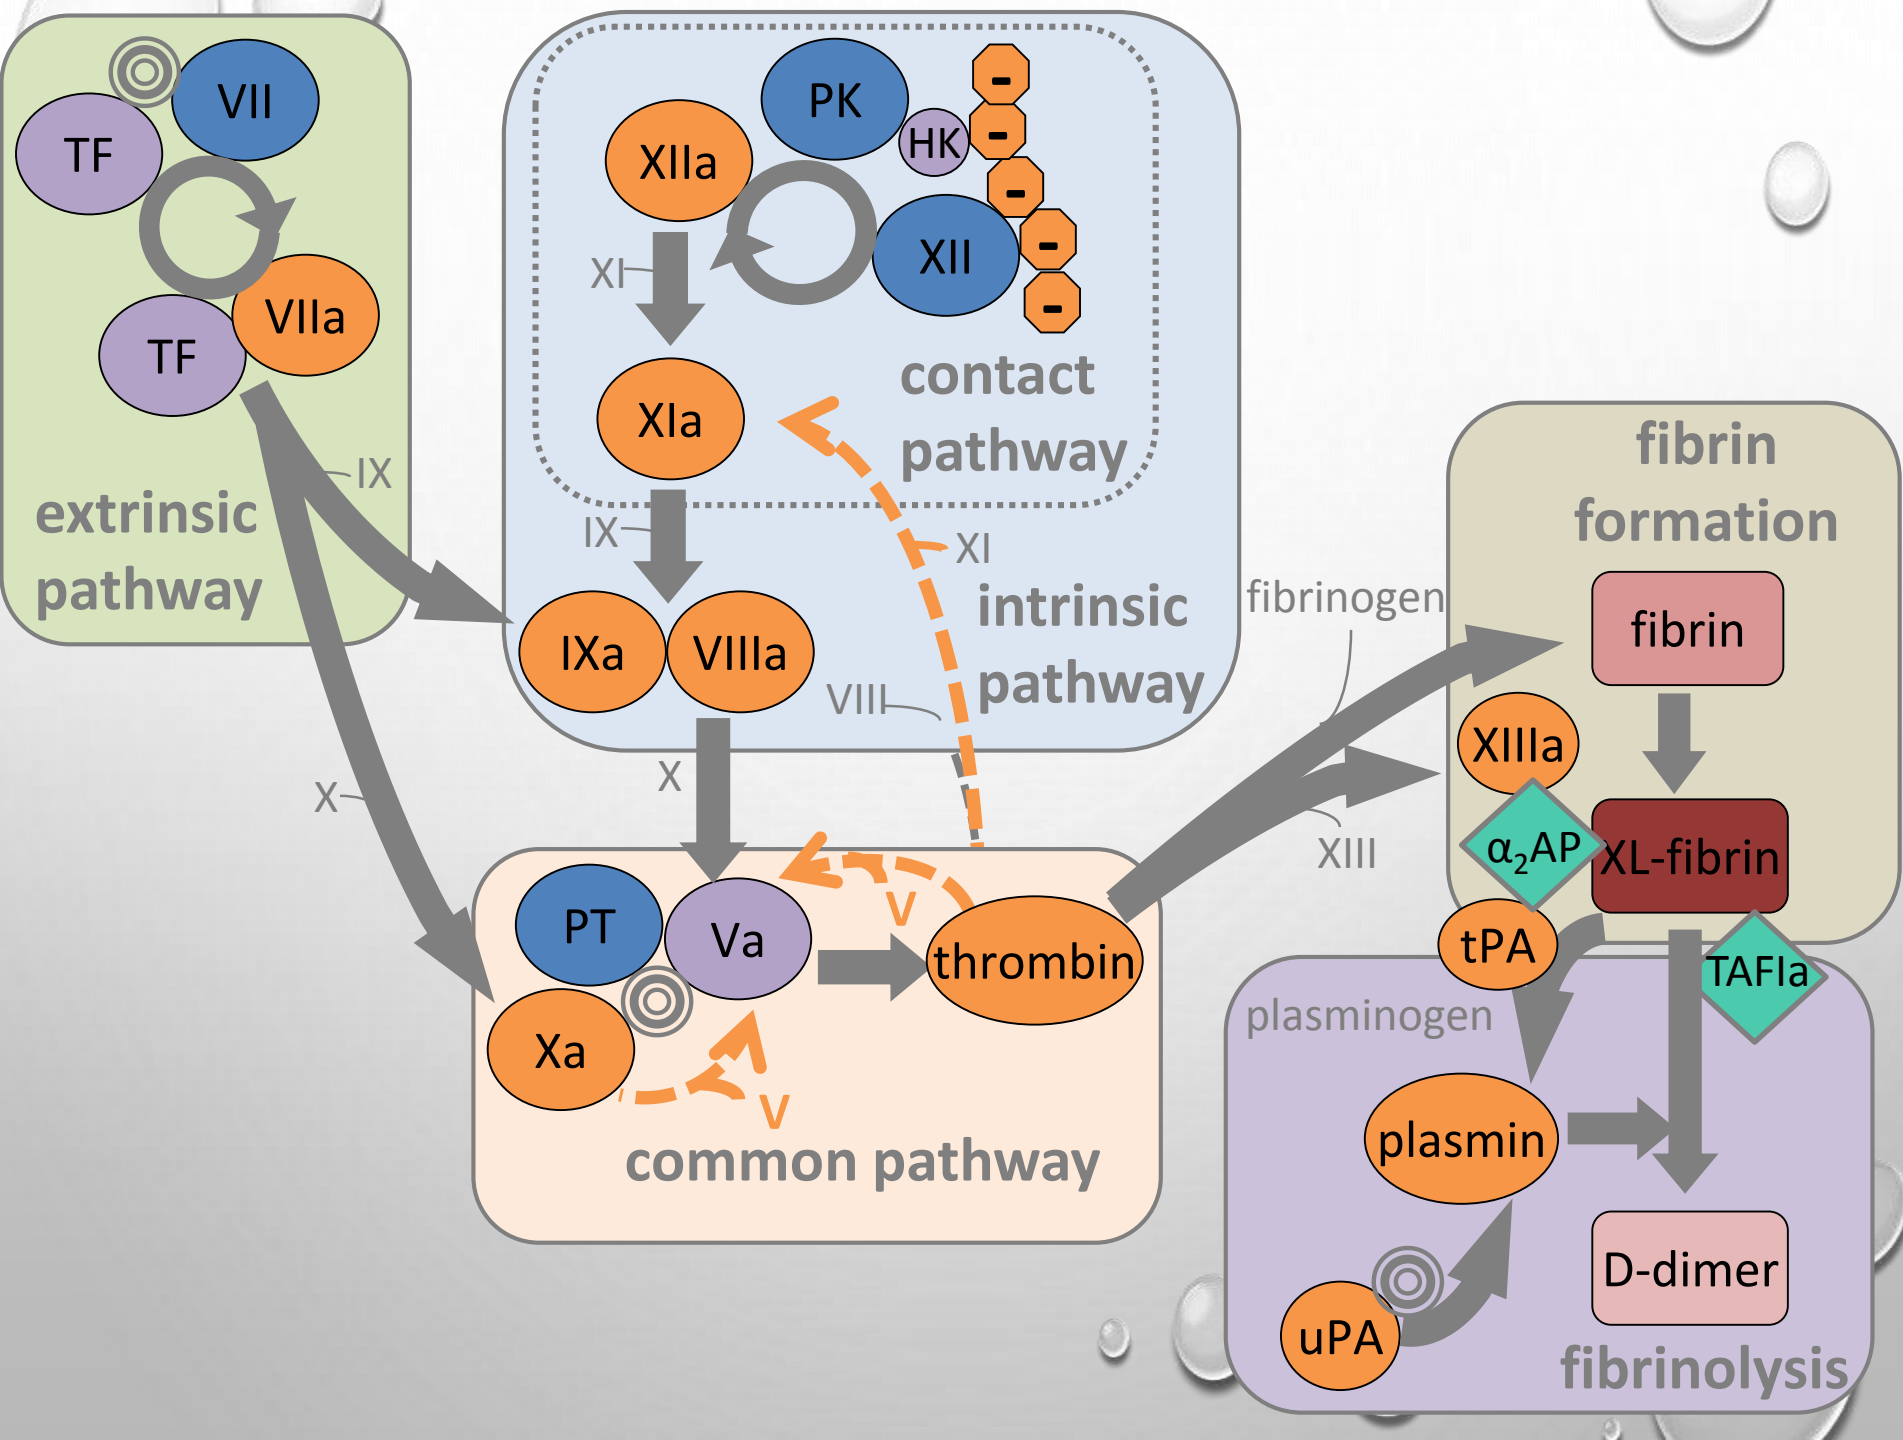 VII
TF
VIIa
TF
IX
extrinsic
pathway
X
PK
HK
-
-
-
-
-
XIIa
XII
XI
contact
pathway
XIa
IX
XI
intrinsic
pathway
IXa
VIIIa
VIII
X
PT
Va
V
thrombin
Xa
V
common pathway
fibrinogen
XIII
fibrin
formation
fibrin
XIIIa
α₂AP
XL-fibrin
tPA
TAFIa
plasminogen
plasmin
D-dimer
uPA
fibrinolysis